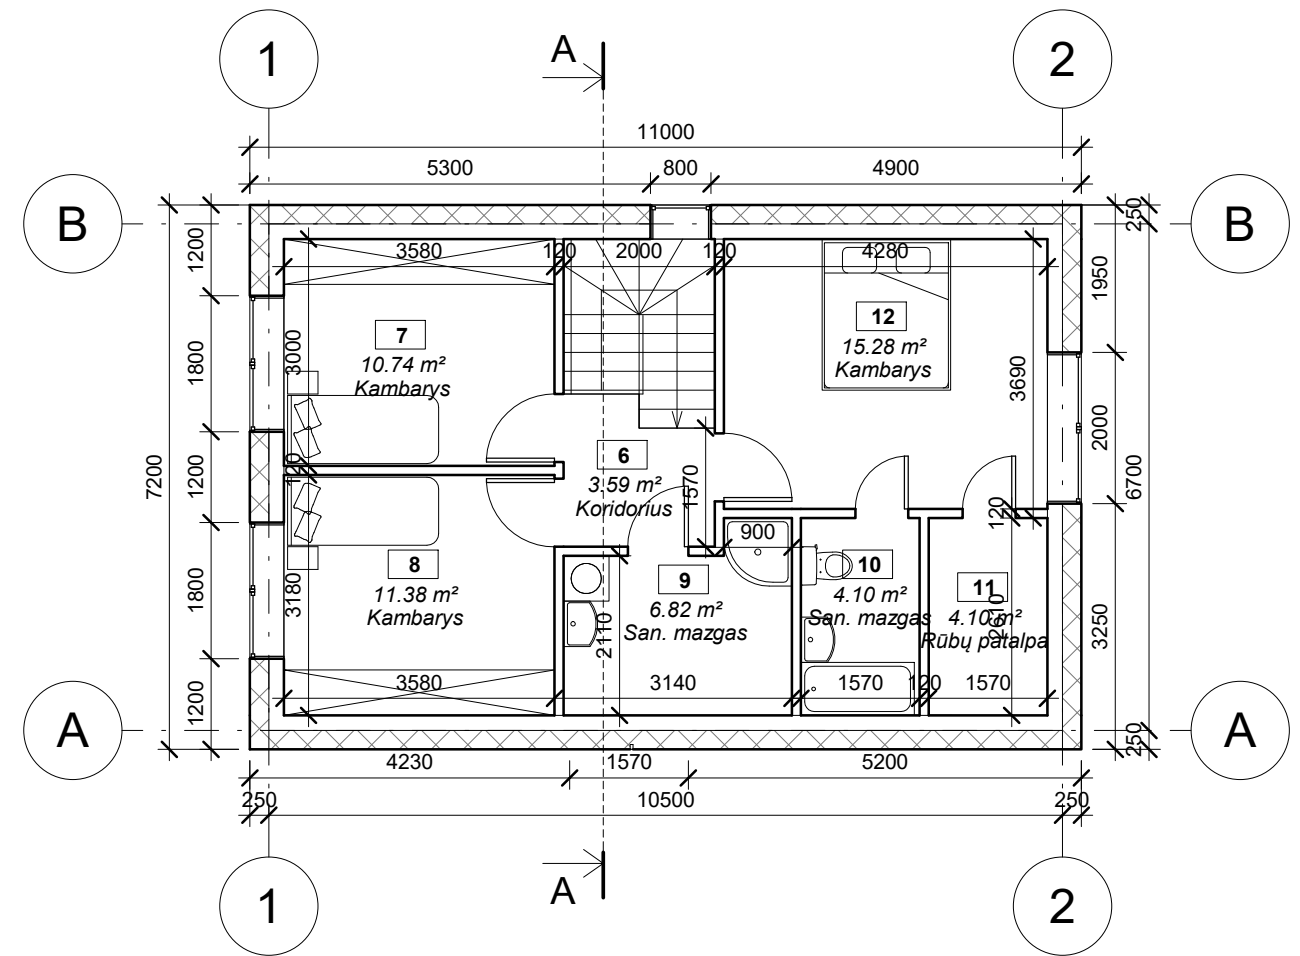 1
A
2
11000
5300
800
4900
B
B
250
1200
3580
120
2000
120
4280
1950
7
10.74 m²
Kambarys
12
15.28 m²
Kambarys
1800
3000
3690
2000
6
3.59 m²
Koridorius
1570
7200
1200
120
6700
120
900
8
11.38 m²
Kambarys
9
6.82 m²
San. mazgas
10
4.10 m²
San. mazgas
11
4.10 m²
Rūbų patalpa
1800
3180
2110
2610
3250
3580
3140
1570
120
1570
1200
A
A
250
4230
1570
5200
250
10500
250
A
1
2